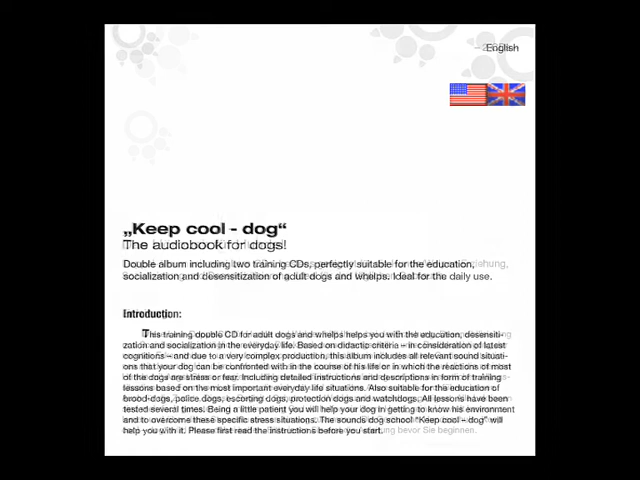 English
„Keep cool - dog“
The audiobook for dogs!
Double album including two training CDs, perfectly suitable for the education,
socialization and desensitization of adult dogs and whelps. Ideal for the daily use.
Introduction:
This training double CD for adult dogs and whelps helps you with the education, desensiti-
zation and socialization in the everyday life. Based on didactic criteria – in consideration of latest
cognitions – and due to a very complex production, this album includes all relevant sound situati-
ons that your dog can be confronted with in the course of his life or in which the reactions of most
of the dogs are stress or fear. Including detailed instructions and descriptions in form of training
lessons based on the most important everyday life situations. Also suitable for the education of
brood-dogs, police dogs, escorting dogs, protection dogs and watchdogs. All lessons have been
tested several times. Being a little patient you will help your dog in getting to know his environment
and to overcome these specific stress situations. The sounds dog school “Keep cool – dog” will
help you with it. Please first read the instructions before you start.
bevor Sie beginnen.